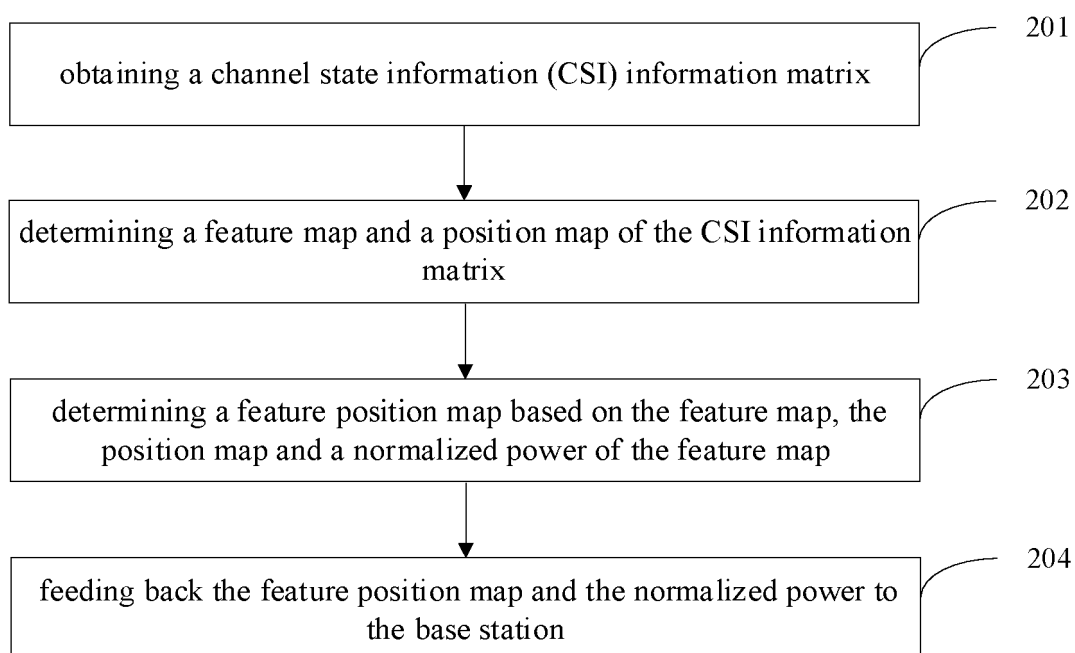 201
obtaining a channel state information (CSI) information matrix
202
determining a feature map and a position map of the CSI information
matrix
203
determining a feature position map based on the feature map, the
position map and a normalized power of the feature map
204
feeding back the feature position map and the normalized power to
the base station